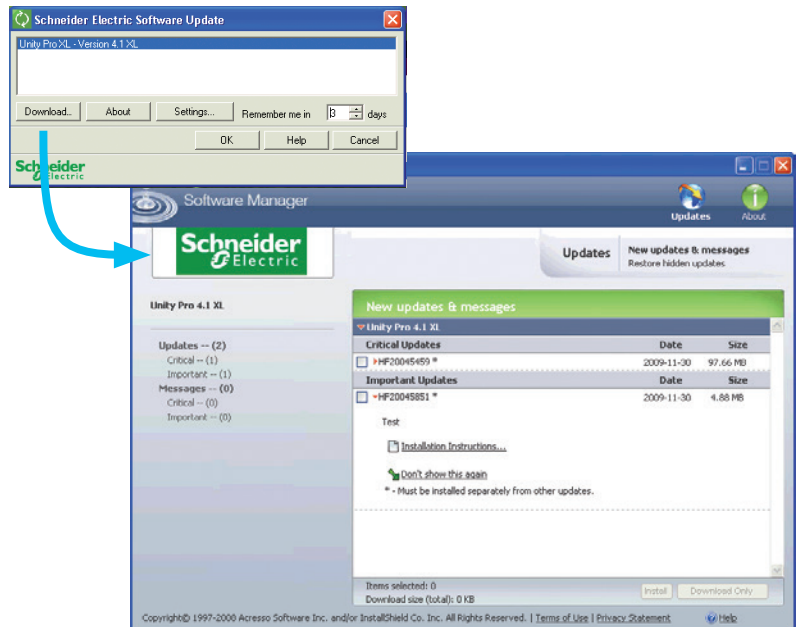 Schneider Electric Software Update
Unity Pro XL - Version 4.1 XL
Download... About Settings... Remember me in 3 days
OK Help Cancel
Schneider
Electric
Software Manager
Updates About
Schneider
Electric
Updates New updates & messages
Restore hidden updates
Unity Pro 4.1 XL
Updates -- (2)
Critical -- (1)
Important -- (1)
Messages -- (0)
Critical -- (0)
Important -- (0)
New updates & messages
Unity Pro 4.1 XL
Critical Updates Date Size
HF20045459 * 2009-11-30 97.66 MB
Important Updates Date Size
HF20045851 * 2009-11-30 4.88 MB
Test
Installation Instructions...
Don't show this again
* - Must be installed separately from other updates.
Items selected: 0
Download size (total): 0 KB
Install Download Only
Copyright© 1997-2008 Acresso Software Inc. and/or InstallShield Co. Inc. All Rights Reserved. | Terms of Use | Privacy Statement Help